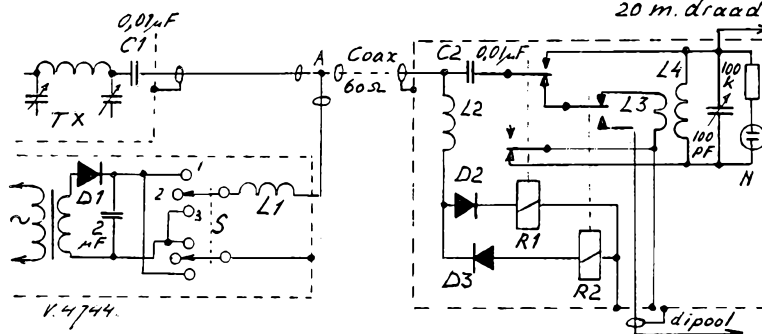 20 m. draad
0,01µF
C1
A
Coax
60Ω
C2
0,01µF
L4
100
K
L2
L3
TX
100
PF
N
1
D1
2
3
S
L1
2
µF
D2
R1
D3
R2
V.4744.
dipool